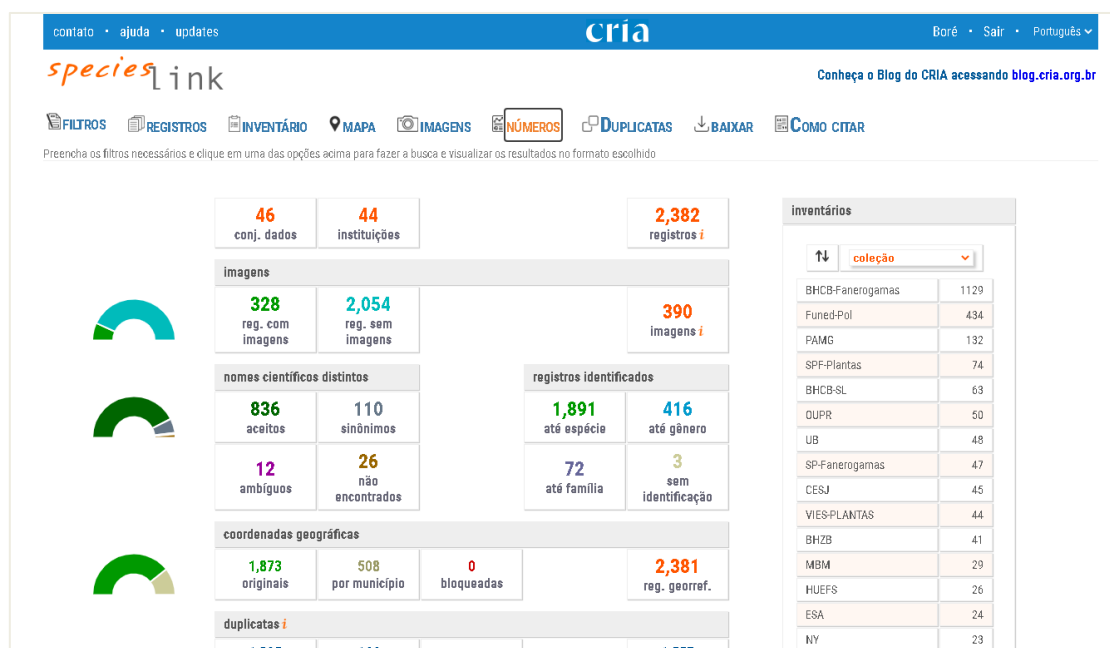 contato • ajuda • updates
cria
Boré • Sair • Português
species link
Conheça o Blog do CRIA acessando blog.cria.org.br
FILTROS REGISTROS INVENTÁRIO MAPA IMAGENS NÚMEROS DUPLICATAS BAIXAR COMO CITAR
Preencha os filtros necessários e clique em uma das opções acima para fazer a busca e visualizar os resultados no formato escolhido
46 44 2,382
conj. dados instituições registros i
imagens
328 2,054 390
reg. com imagens reg. sem imagens imagens i
nomes científicos distintos registros identificados
836 110 1,891 416
aceitos sinônimos até espécie até gênero
12 26 72 3
ambíguos não encontrados até família sem identificação
coordenadas geográficas
1,873 508 0 2,381
originais por município bloqueadas reg. georref.
duplicatas i
inventários
coleção
BHCB-Fanerogamas 1129
Funed-Pol 434
PAMG 132
SPF-Plantas 74
BHCB-SL 63
OUPR 50
UB 48
SP-Fanerogamas 47
CESJ 45
VIES-PLANTAS 44
BHZB 41
MBM 29
HUEFS 26
ESA 24
NY 23